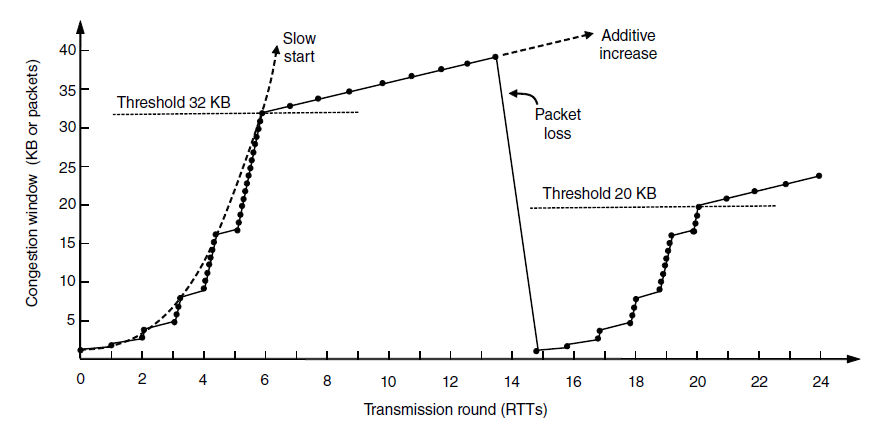 Slow
start
Additive
increase
40
35
Threshold 32 KB
Packet
loss
30
25
Threshold 20 KB
20
15
10
5
Congestion window (KB or packets)
0 2 4 6 8 10 12 14 16 18 20 22 24
Transmission round (RTTs)